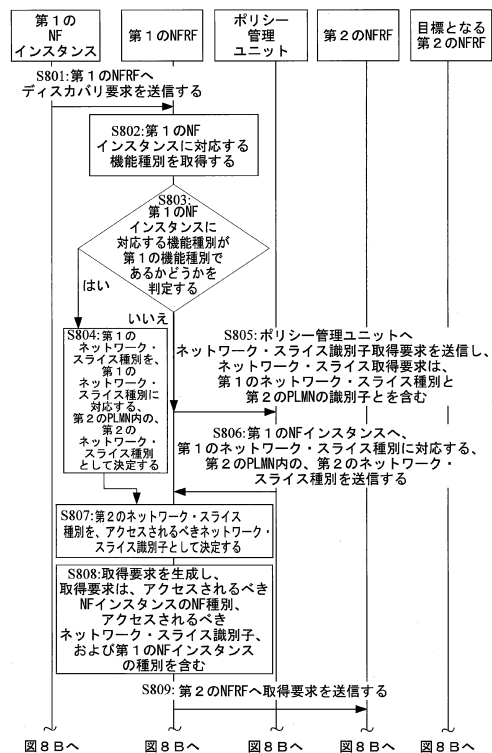 第1の
NF
インスタンス
第1のNFRF
ポリシー
管理
ユニット
第2のNFRF
目標となる
第2のNFRF
S801:第1のNFRFへ
ディスカバリ要求を送信する
S802:第1のNF
インスタンスに対応する
機能種別を取得する
S803:
第1のNF
インスタンスに
対応する機能種別が
第1の機能種別で
あるかどうかを
判定する
はい
いいえ
S804:第1の
ネットワーク・
スライス種別を、
第1の
ネットワーク・
スライス種別に
対応する、
第2のPLMN内の、
第2の
ネットワーク・
スライス種別
として決定する
S805:ポリシー管理ユニットへ
ネットワーク・スライス識別子取得要求を送信し、
ネットワーク・スライス取得要求は、
第1のネットワーク・スライス種別と
第2のPLMNの識別子とを含む
S806:第1のNFインスタンスへ、
第1のネットワーク・スライス種別に対応する、
第2のPLMN内の、第2のネットワーク・
スライス種別を送信する
S807:第2のネットワーク・スライス
種別を、アクセスされるべきネットワーク・
スライス識別子として決定する
S808:取得要求を生成し、
取得要求は、アクセスされるべき
NFインスタンスのNF種別、
アクセスされるべき
ネットワーク・スライス識別子、
および第1のNFインスタンス
の種別を含む
S809:第2のNFRFへ取得要求を送信する
図8Bへ
図8Bへ
図8Bへ
図8Bへ
図8Bへ